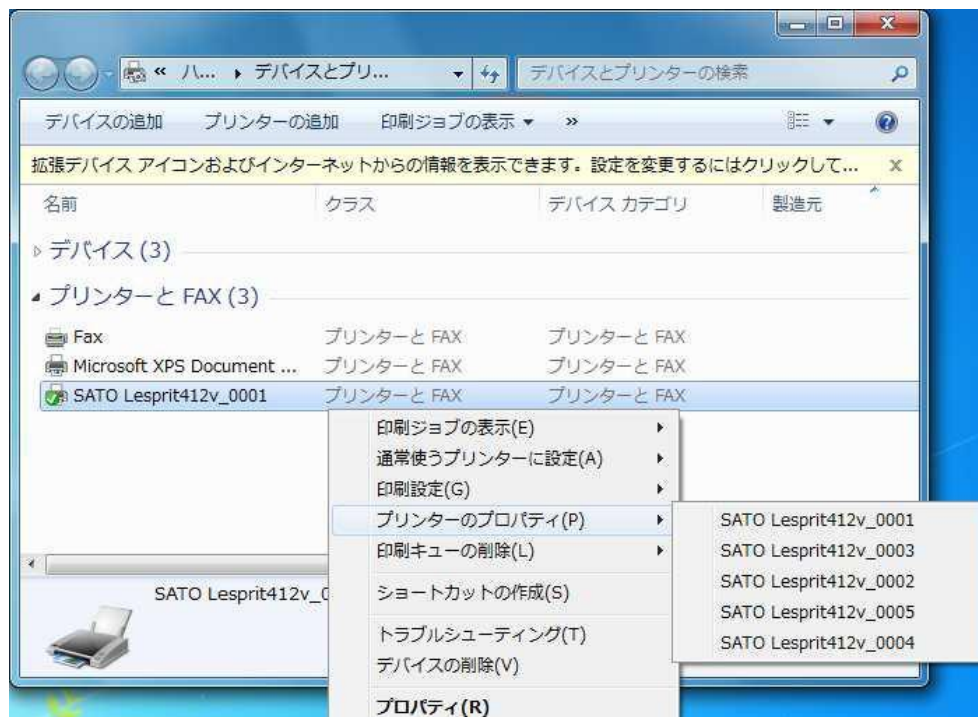 « ハ... ▸ デバイスとプリ... デバイスとプリンターの検索
デバイスの追加 プリンターの追加 印刷ジョブの表示 ▼ »
拡張デバイス アイコンおよびインターネットからの情報を表示できます。設定を変更するにはクリックして... x
名前 クラス デバイス カテゴリ 製造元
デバイス (3)
プリンターと FAX (3)
Fax プリンターと FAX プリンターと FAX
Microsoft XPS Document ... プリンターと FAX プリンターと FAX
SATO Lesprit412v_0001 プリンターと FAX プリンターと FAX
印刷ジョブの表示(E)
通常使うプリンターに設定(A)
印刷設定(G)
プリンターのプロパティ(P)
印刷キューの削除(L)
ショートカットの作成(S)
トラブルシューティング(T)
デバイスの削除(V)
プロパティ(R)
SATO Lesprit412v_0001
SATO Lesprit412v_0003
SATO Lesprit412v_0002
SATO Lesprit412v_0005
SATO Lesprit412v_0004
SATO Lesprit412v_0